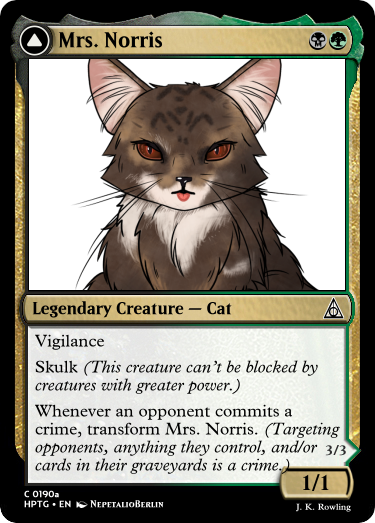 Mrs. Norris
Legendary Creature — Cat
Vigilance
Skulk (This creature can't be blocked by
creatures with greater power.)
Whenever an opponent commits a
crime, transform Mrs. Norris. (Targeting
opponents, anything they control, and/or
cards in their graveyards is a crime.)
3/3
1/1
C 0190a
HPTG • EN NepetalioBerlin
J. K. Rowling